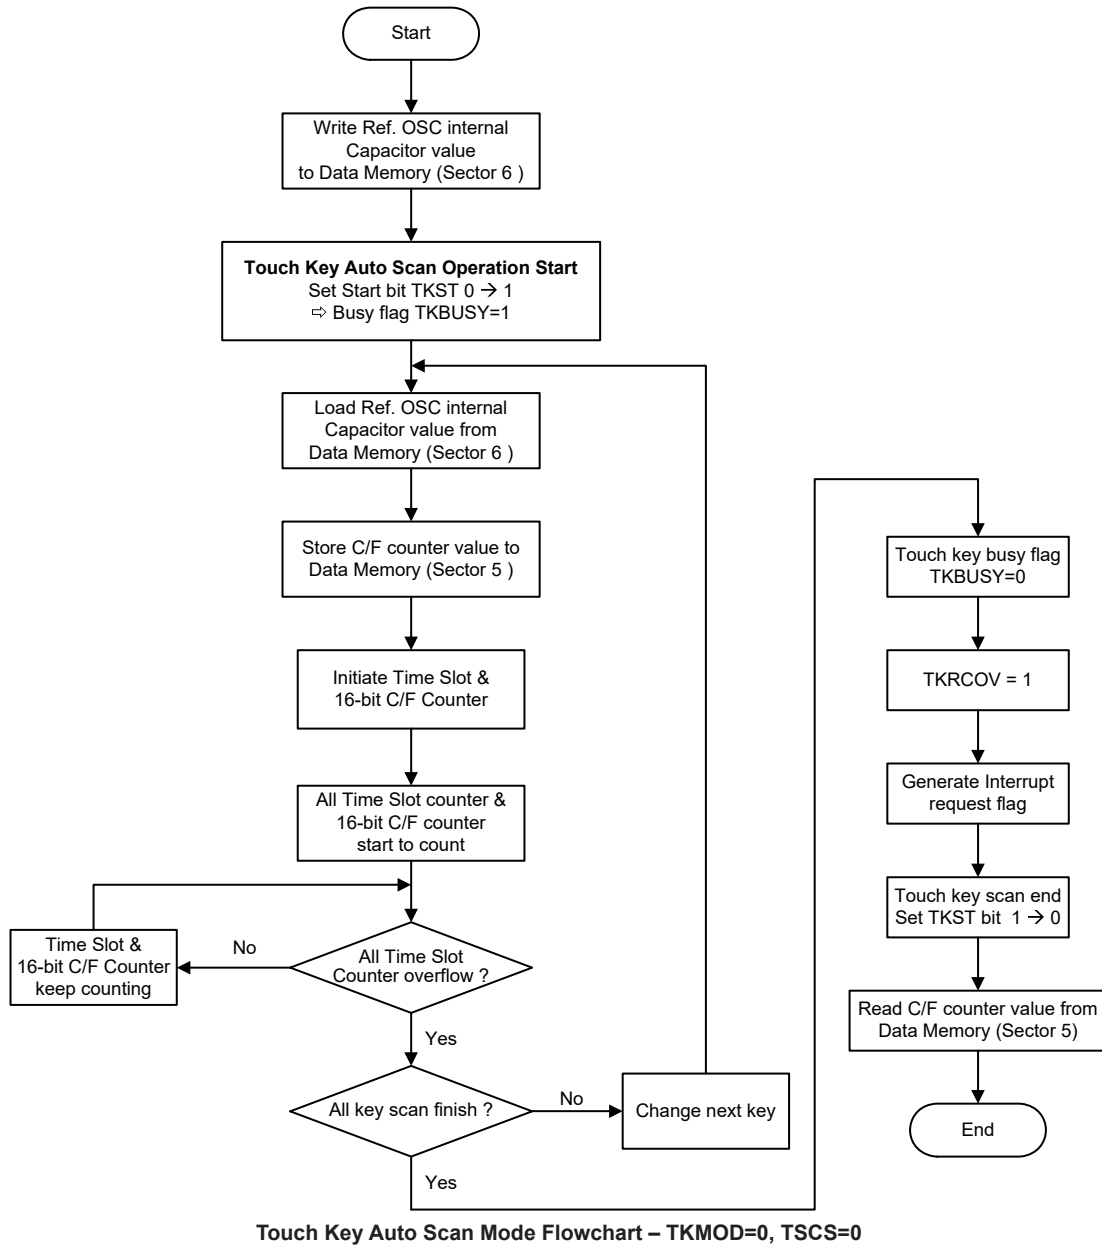 Start
Write Ref. OSC internal
Capacitor value
to Data Memory (Sector 6 )
Touch Key Auto Scan Operation Start
Set Start bit TKST 0 → 1
⇨ Busy flag TKBUSY=1
Load Ref. OSC internal
Capacitor value from
Data Memory (Sector 6 )
Store C/F counter value to
Data Memory (Sector 5 )
Initiate Time Slot &
16-bit C/F Counter
All Time Slot counter &
16-bit C/F counter
start to count
All Time Slot
Counter overflow ?
No
Time Slot &
16-bit C/F Counter
keep counting
Yes
All key scan finish ?
No
Change next key
Yes
Touch key busy flag
TKBUSY=0
TKRCOV = 1
Generate Interrupt
request flag
Touch key scan end
Set TKST bit 1 → 0
Read C/F counter value from
Data Memory (Sector 5)
End
Touch Key Auto Scan Mode Flowchart – TKMOD=0, TSCS=0